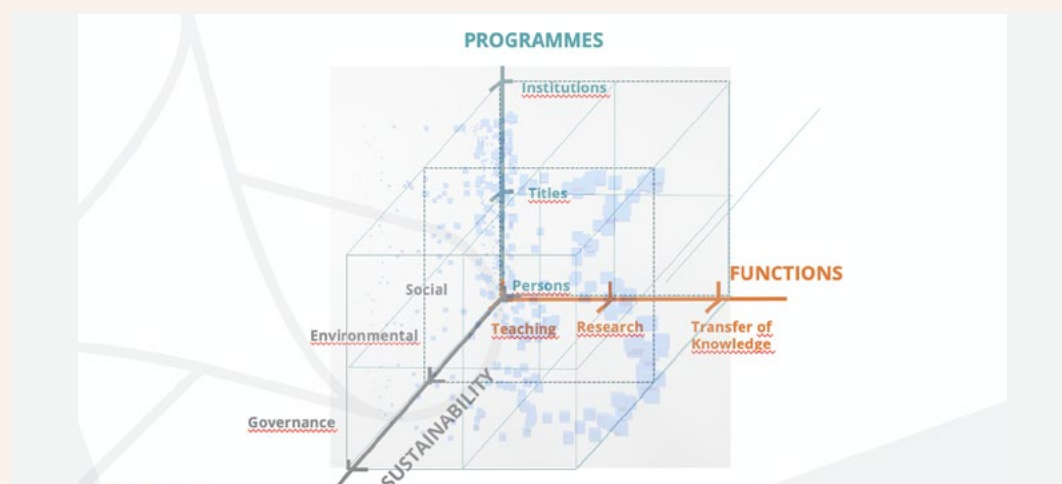 PROGRAMMES
Institutions
Titles
FUNCTIONS
Persons
Social
Teaching
Research
Transfer of
Knowledge
Environmental
SUSTAINABILITY
Governance